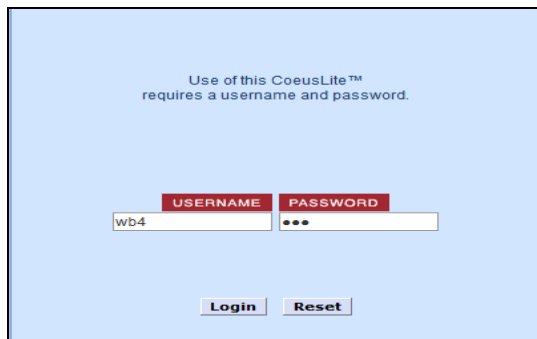 Use of this CoeusLite™
requires a username and password.
USERNAME PASSWORD
wb4 •••
Login Reset